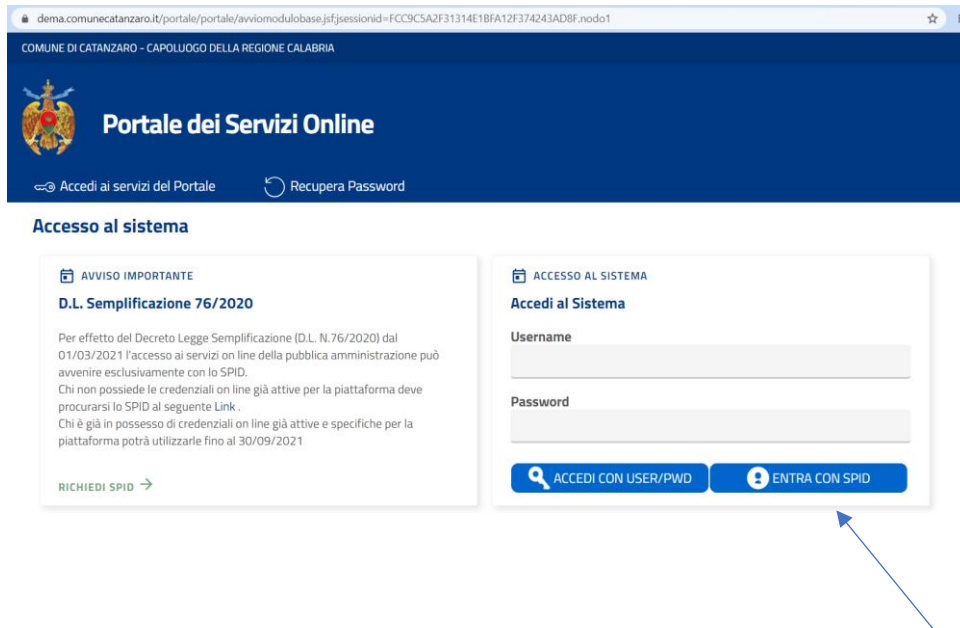 dema.comunecatanzaro.it/portale/portale/avviomodulobase.jsf;jsessionid=FCC9C5A2F31314E1BFA12F374243AD8F.nodo1
COMUNE DI CATANZARO - CAPOLUOGO DELLA REGIONE CALABRIA
Portale dei Servizi Online
Accedi ai servizi del Portale
Recupera Password
Accesso al sistema
AVVISO IMPORTANTE
D.L. Semplificazione 76/2020
Per effetto del Decreto Legge Semplificazione (D.L. N.76/2020) dal
01/03/2021 l'accesso ai servizi on line della pubblica amministrazione può
avvenire esclusivamente con lo SPID.
Chi non possiede le credenziali on line già attive per la piattaforma deve
procurarsi lo SPID al seguente Link .
Chi è già in possesso di credenziali on line già attive e specifiche per la
piattaforma potrà utilizzarle fino al 30/09/2021
RICHIEDI SPID
ACCESSO AL SISTEMA
Accedi al Sistema
Username
Password
ACCEDI CON USER/PWD
ENTRA CON SPID